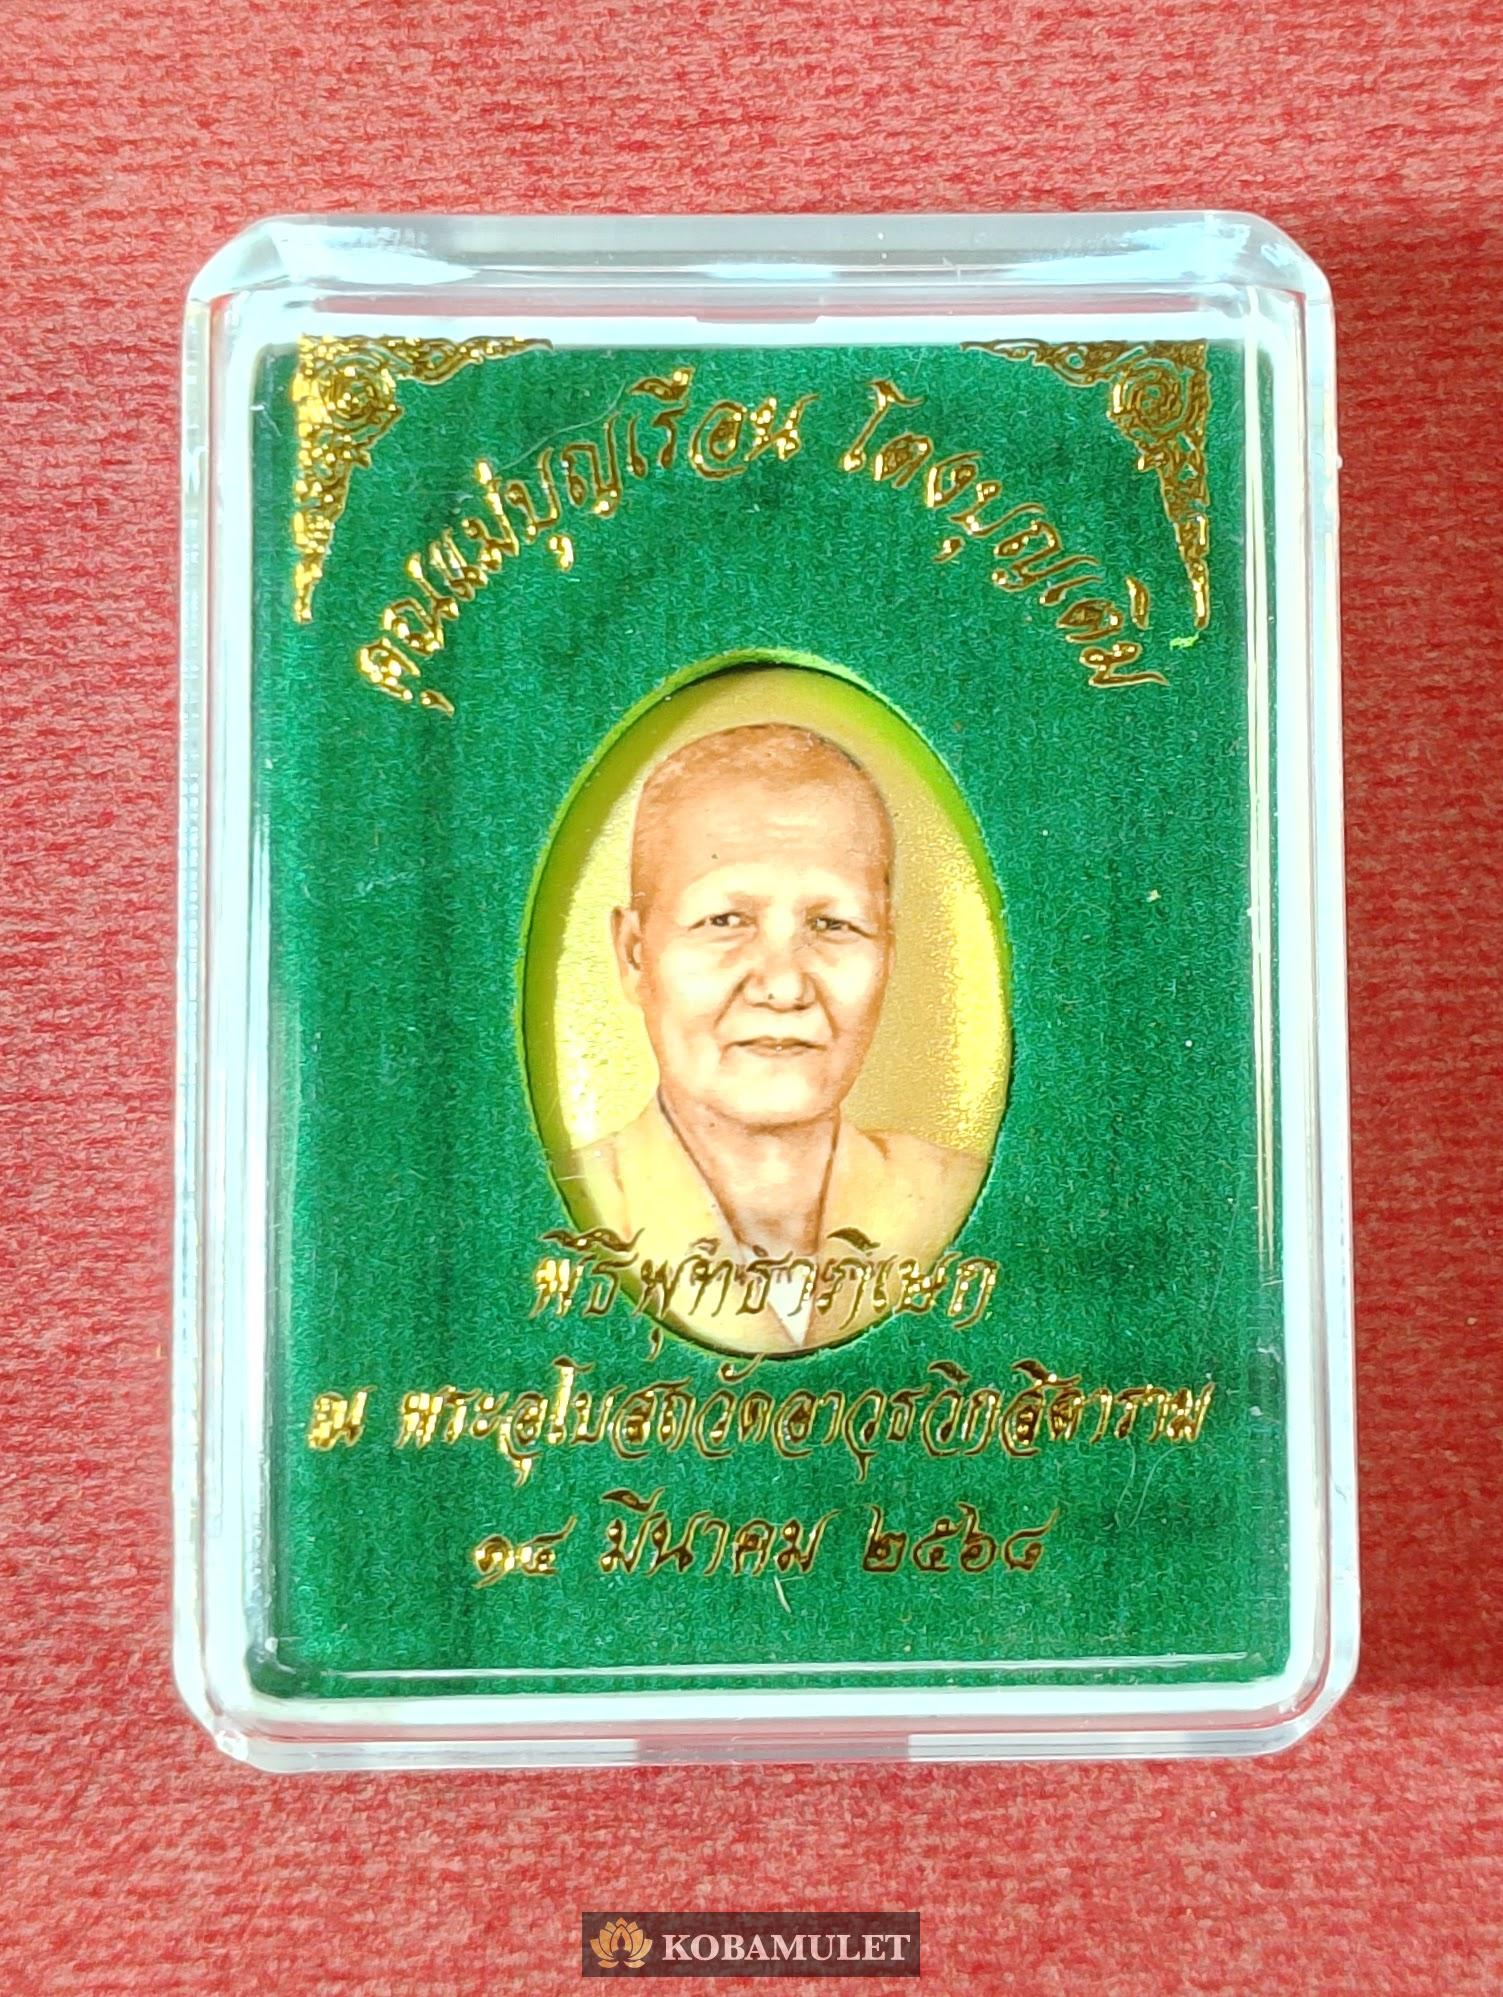 คุณแม่บุญเรือน โตงบุญเติม
พิธีพุทธาภิเษก
ณ พระอุโบสถวัดอาวุธวิกสิตาราม
๑๔ มีนาคม ๒๕๖๘
KOBAMULET